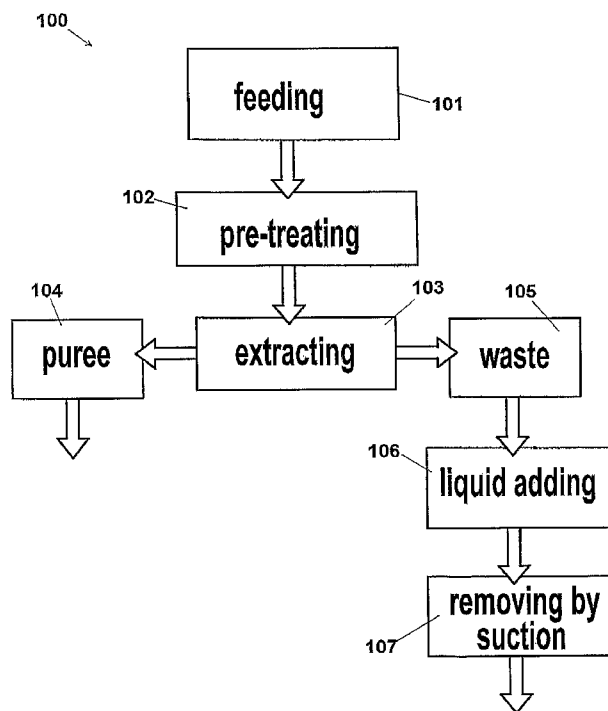 100
feeding
101
102
pre-treating
104
103
105
puree
extracting
waste
106
liquid adding
removing by
suction
107